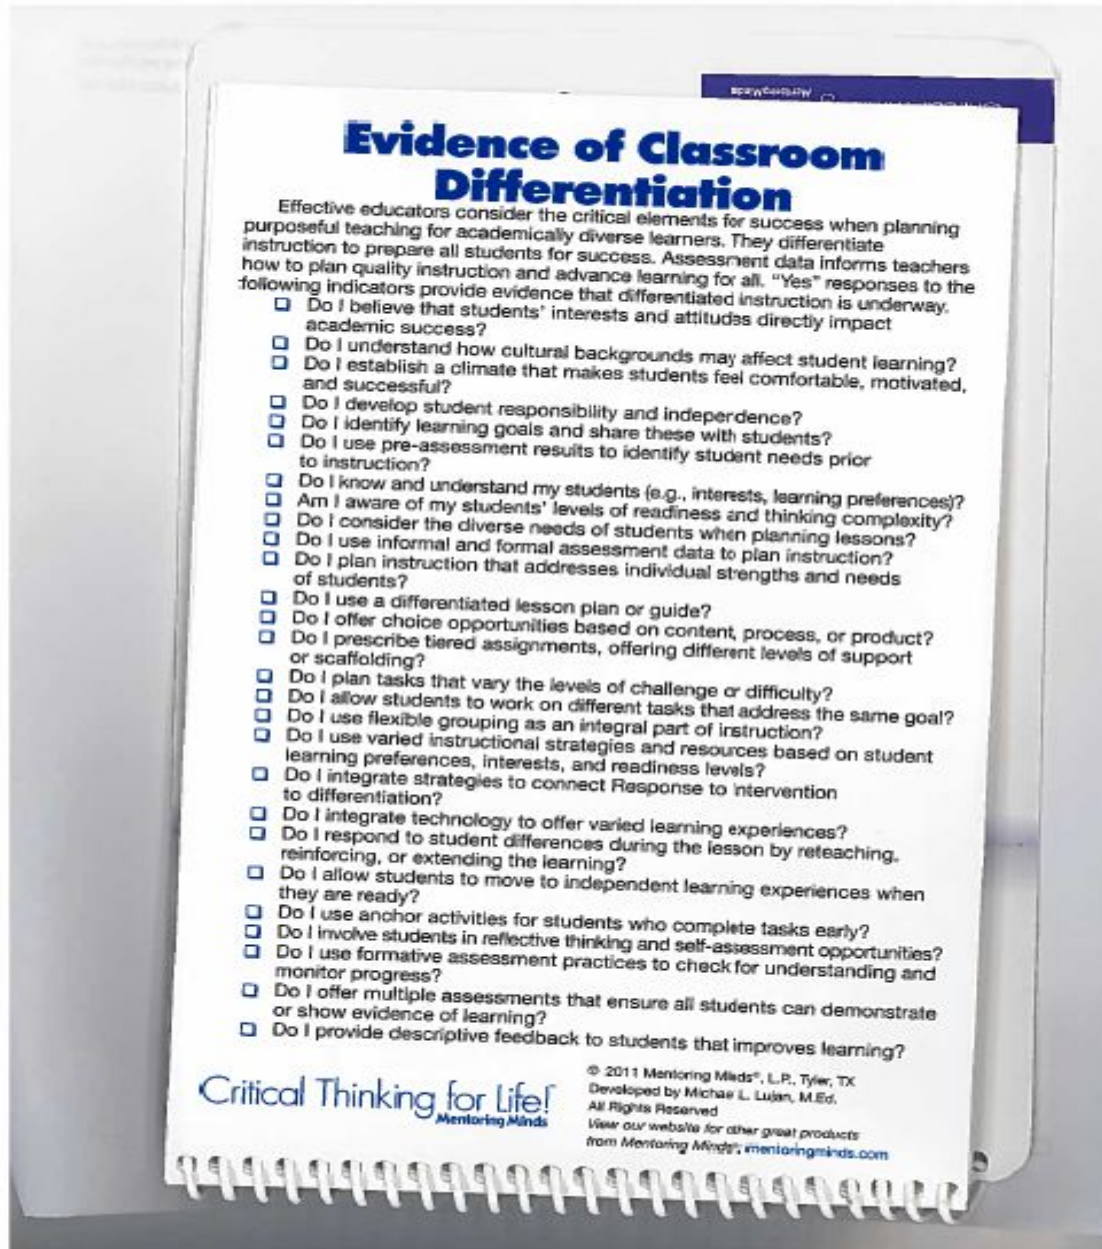 Evidence of Classroom
Differentiation
Effective educators consider the critical elements for success when planning
purposeful teaching for academically diverse learners. They differentiate
instruction to prepare all students for success. Assessment data informs teachers
how to plan quality instruction and advance learning for all. "Yes" responses to the
following indicators provide evidence that differentiated instruction is underway.
❑ Do I believe that students' interests and attitudes directly impact
academic success?
❑ Do I understand how cultural backgrounds may affect student learning?
❑ Do I establish a climate that makes students feel comfortable, motivated,
and successful?
❑ Do I develop student responsibility and independence?
❑ Do I identify learning goals and share these with students?
❑ Do I use pre-assessment results to identify student needs prior
to instruction?
❑ Do I know and understand my students (e.g., interests, learning preferences)?
❑ Am I aware of my students' levels of readiness and thinking complexity?
❑ Do I consider the diverse needs of students when planning lessons?
❑ Do I use informal and formal assessment data to plan instruction?
❑ Do I plan instruction that addresses individual strengths and needs
of students?
❑ Do I use a differentiated lesson plan or guide?
❑ Do I offer choice opportunities based on content, process, or product?
❑ Do I prescribe tiered assignments, offering different levels of support
or scaffolding?
❑ Do I plan tasks that vary the levels of challenge or difficulty?
❑ Do I allow students to work on different tasks that address the same goal?
❑ Do I use flexible grouping as an integral part of instruction?
❑ Do I use varied instructional strategies and resources based on student
learning preferences, interests, and readiness levels?
❑ Do I integrate strategies to connect Response to Intervention
to differentiation?
❑ Do I integrate technology to offer varied learning experiences?
❑ Do I respond to student differences during the lesson by reteaching,
reinforcing, or extending the learning?
❑ Do I allow students to move to independent learning experiences when
they are ready?
❑ Do I use anchor activities for students who complete tasks early?
❑ Do I involve students in reflective thinking and self-assessment opportunities?
❑ Do I use formative assessment practices to check for understanding and
monitor progress?
❑ Do I offer multiple assessments that ensure all students can demonstrate
or show evidence of learning?
❑ Do I provide descriptive feedback to students that improves learning?
Critical Thinking for Life!
Mentoring Minds
© 2011 Mentoring Minds®, L.P., Tyler, TX
Developed by Michael L. Lujan, M.Ed.
All Rights Reserved
View our website for other great products
from Mentoring Minds®: mentoringminds.com